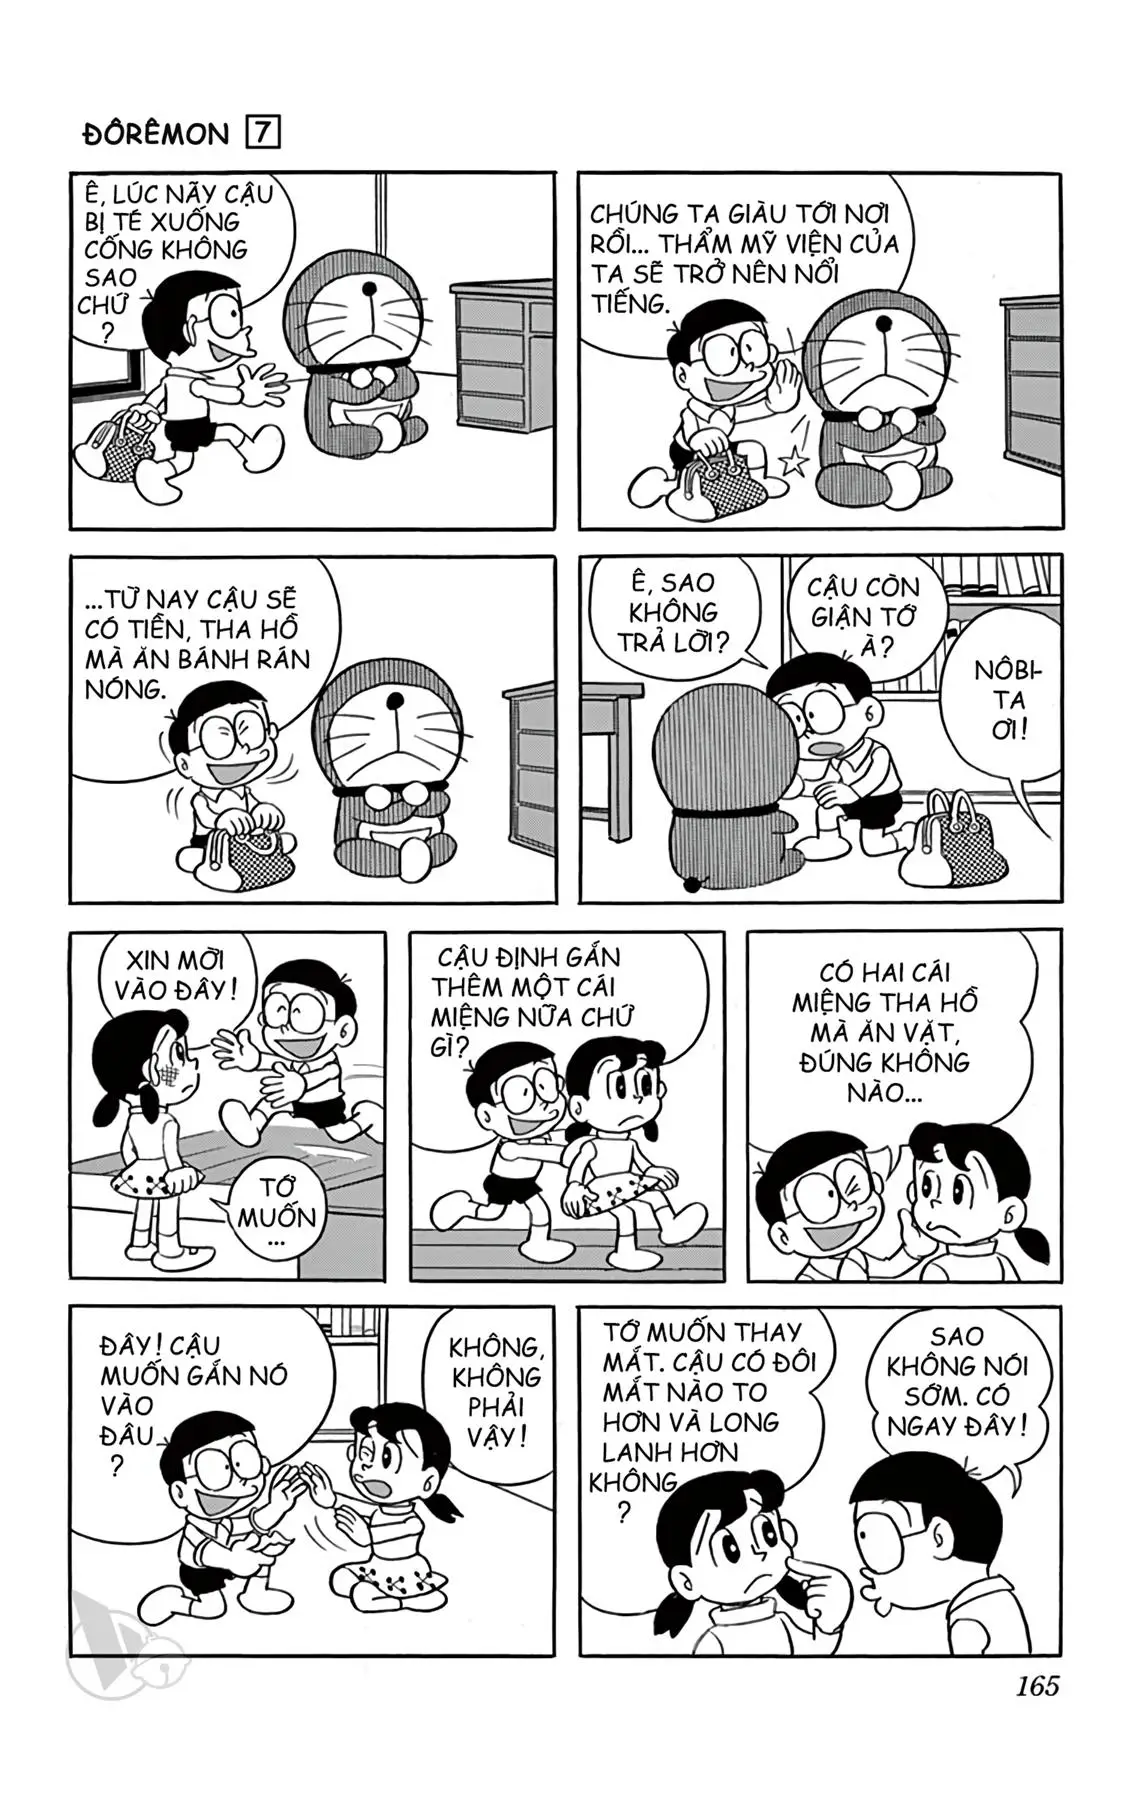 ĐÔRÊMON 7
Ê, LÚC NÃY CẬU
BỊ TÉ XUỐNG
CỐNG KHÔNG
SAO
CHỨ
?
CHÚNG TA GIÀU TỚI NƠI
RỒI... THẨM MỸ VIỆN CỦA
TA SẼ TRỞ NÊN NỔI
TIẾNG.
...TỪ NAY CẬU SẼ
CÓ TIỀN, THA HỒ
MÀ ĂN BÁNH RÁN
NÓNG.
Ê, SAO
KHÔNG
TRẢ LỜI?
CẬU CÒN
GIẬN TỚ
À?
NÔBI-
TA
ƠI!
XIN MỜI
VÀO ĐÂY!
TỚ
MUỐN
...
CẬU ĐỊNH GẮN
THÊM MỘT CÁI
MIỆNG NỮA CHỨ
GÌ?
CÓ HAI CÁI
MIỆNG THA HỒ
MÀ ĂN VẶT,
ĐÚNG KHÔNG
NÀO...
ĐÂY! CẬU
MUỐN GẮN NÓ
VÀO
ĐÂU
?
KHÔNG,
KHÔNG
PHẢI
VẬY!
TỚ MUỐN THAY
MẮT. CẬU CÓ ĐÔI
MẮT NÀO TO
HƠN VÀ LONG
LANH HƠN
KHÔNG
?
SAO
KHÔNG NÓI
SỚM. CÓ
NGAY ĐÂY!
165